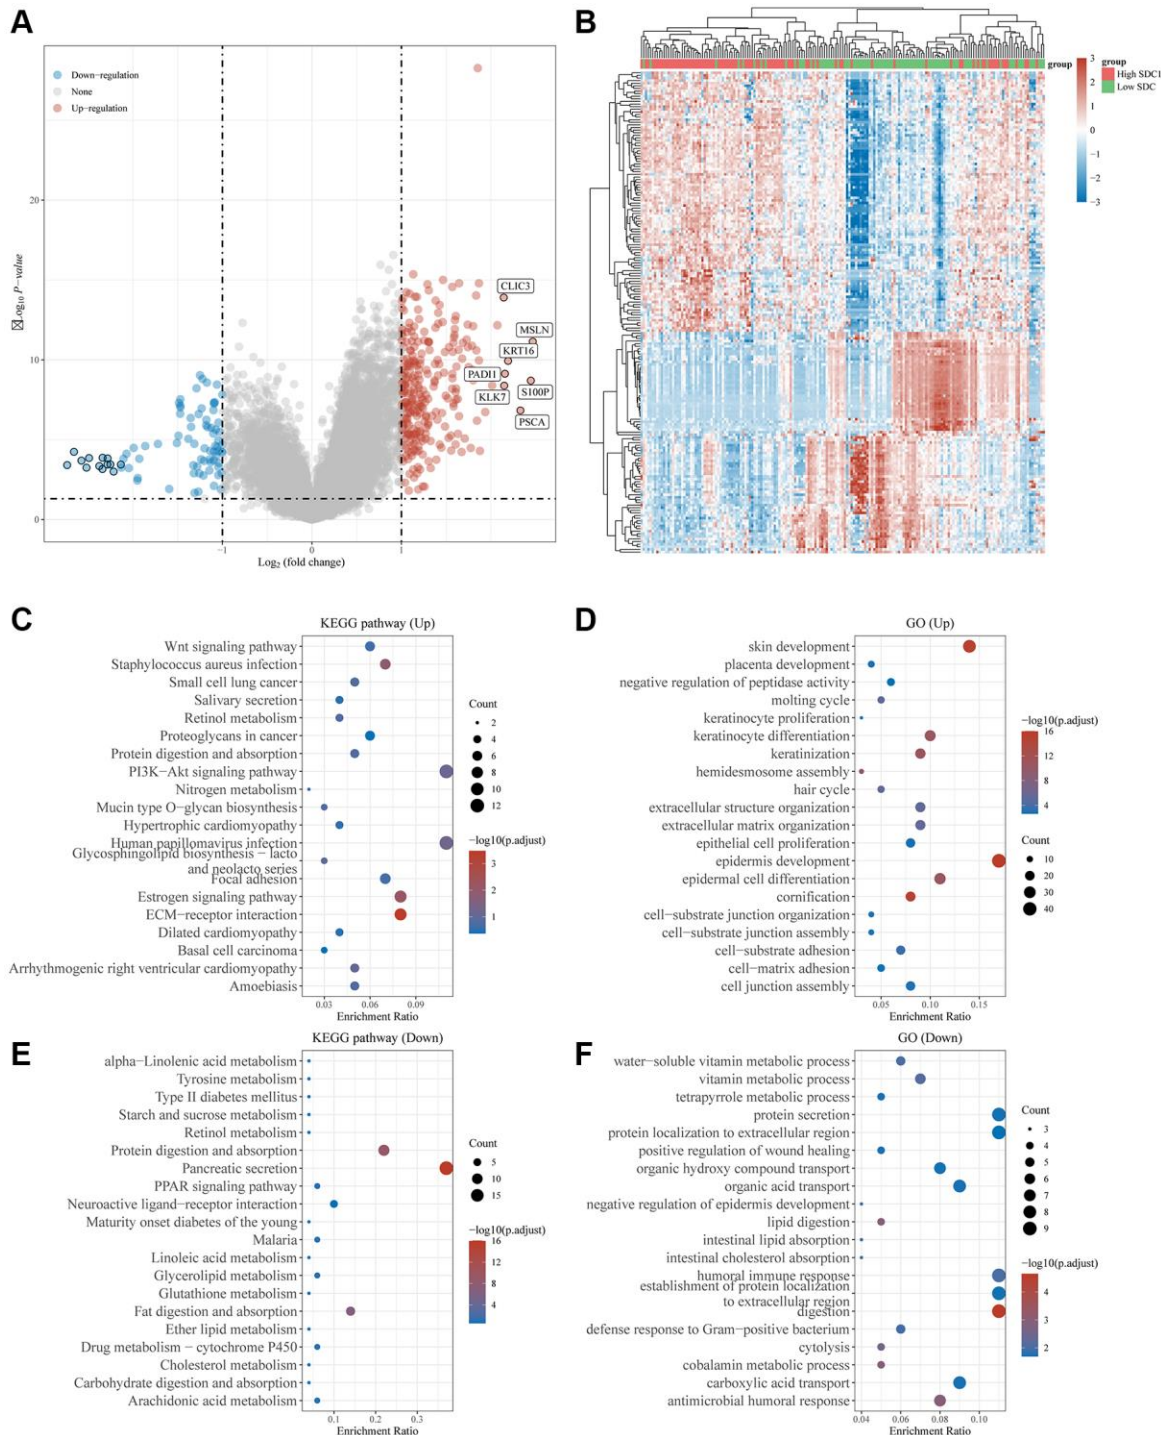 A
Down-regulation
None
Up-regulation
20
10
0
CLIC3
MSLN
KRT16
PADI1
S100P
KLK7
PSCA
-1
0
1
Log10 P-value
Log2 (fold change)
B
group
3
2
1
0
-1
-2
-3
group
High SDC1
Low SDC
C
KEGG pathway (Up)
Wnt signaling pathway
Staphylococcus aureus infection
Small cell lung cancer
Salivary secretion
Retinol metabolism
Proteoglycans in cancer
Protein digestion and absorption
PI3K-Akt signaling pathway
Nitrogen metabolism
Mucin type O-glycan biosynthesis
Hypertrophic cardiomyopathy
Human papillomavirus infection
Glycosphingolipid biosynthesis - lacto
and neolacto series
Focal adhesion
Estrogen signaling pathway
ECM-receptor interaction
Dilated cardiomyopathy
Basal cell carcinoma
Arrhythmogenic right ventricular cardiomyopathy
Amoebiasis
0.03 0.06 0.09
Enrichment Ratio
Count
2
4
6
8
10
12
-log10(p.adjust)
3
2
1
D
GO (Up)
skin development
placenta development
negative regulation of peptidase activity
molting cycle
keratinocyte proliferation
keratinocyte differentiation
keratinization
hemidesmosome assembly
hair cycle
extracellular structure organization
extracellular matrix organization
epithelial cell proliferation
epidermis development
epidermal cell differentiation
cornification
cell-substrate junction organization
cell-substrate junction assembly
cell-substrate adhesion
cell-matrix adhesion
cell junction assembly
0.05 0.10 0.15
Enrichment Ratio
-log10(p.adjust)
16
12
8
4
Count
10
20
30
40
E
KEGG pathway (Down)
alpha-Linolenic acid metabolism
Tyrosine metabolism
Type II diabetes mellitus
Starch and sucrose metabolism
Retinol metabolism
Protein digestion and absorption
Pancreatic secretion
PPAR signaling pathway
Neuroactive ligand-receptor interaction
Maturity onset diabetes of the young
Malaria
Linoleic acid metabolism
Glycerolipid metabolism
Glutathione metabolism
Fat digestion and absorption
Ether lipid metabolism
Drug metabolism - cytochrome P450
Cholesterol metabolism
Carbohydrate digestion and absorption
Arachidonic acid metabolism
0.1 0.2 0.3
Enrichment Ratio
Count
5
10
15
-log10(p.adjust)
16
12
8
4
F
GO (Down)
water-soluble vitamin metabolic process
vitamin metabolic process
tetrapyrrole metabolic process
protein secretion
protein localization to extracellular region
positive regulation of wound healing
organic hydroxy compound transport
organic acid transport
negative regulation of epidermis development
lipid digestion
intestinal lipid absorption
intestinal cholesterol absorption
humoral immune response
establishment of protein localization
to extracellular region
digestion
defense response to Gram-positive bacterium
cytolysis
cobalamin metabolic process
carboxylic acid transport
antimicrobial humoral response
0.04 0.06 0.08 0.10
Enrichment Ratio
Count
3
4
5
6
7
8
9
-log10(p.adjust)
4
3
2